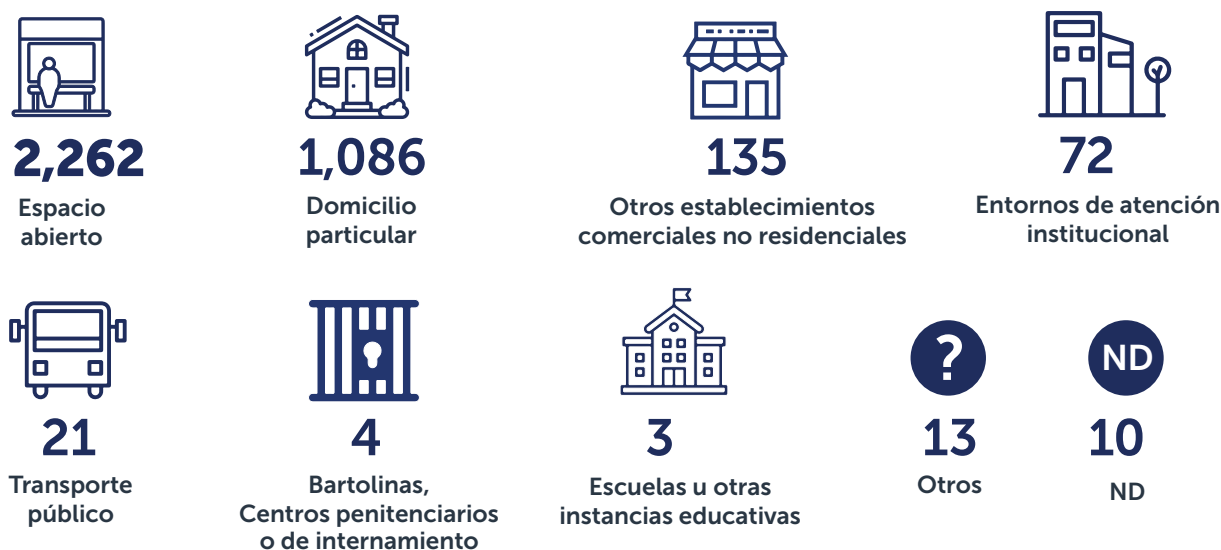 2,262
Espacio
abierto
1,086
Domicilio
particular
135
Otros establecimientos
comerciales no residenciales
72
Entornos de atención
institucional
21
Transporte
público
4
Bartolinas,
Centros penitenciarios
o de internamiento
3
Escuelas u otras
instancias educativas
?
13
Otros
ND
10
ND